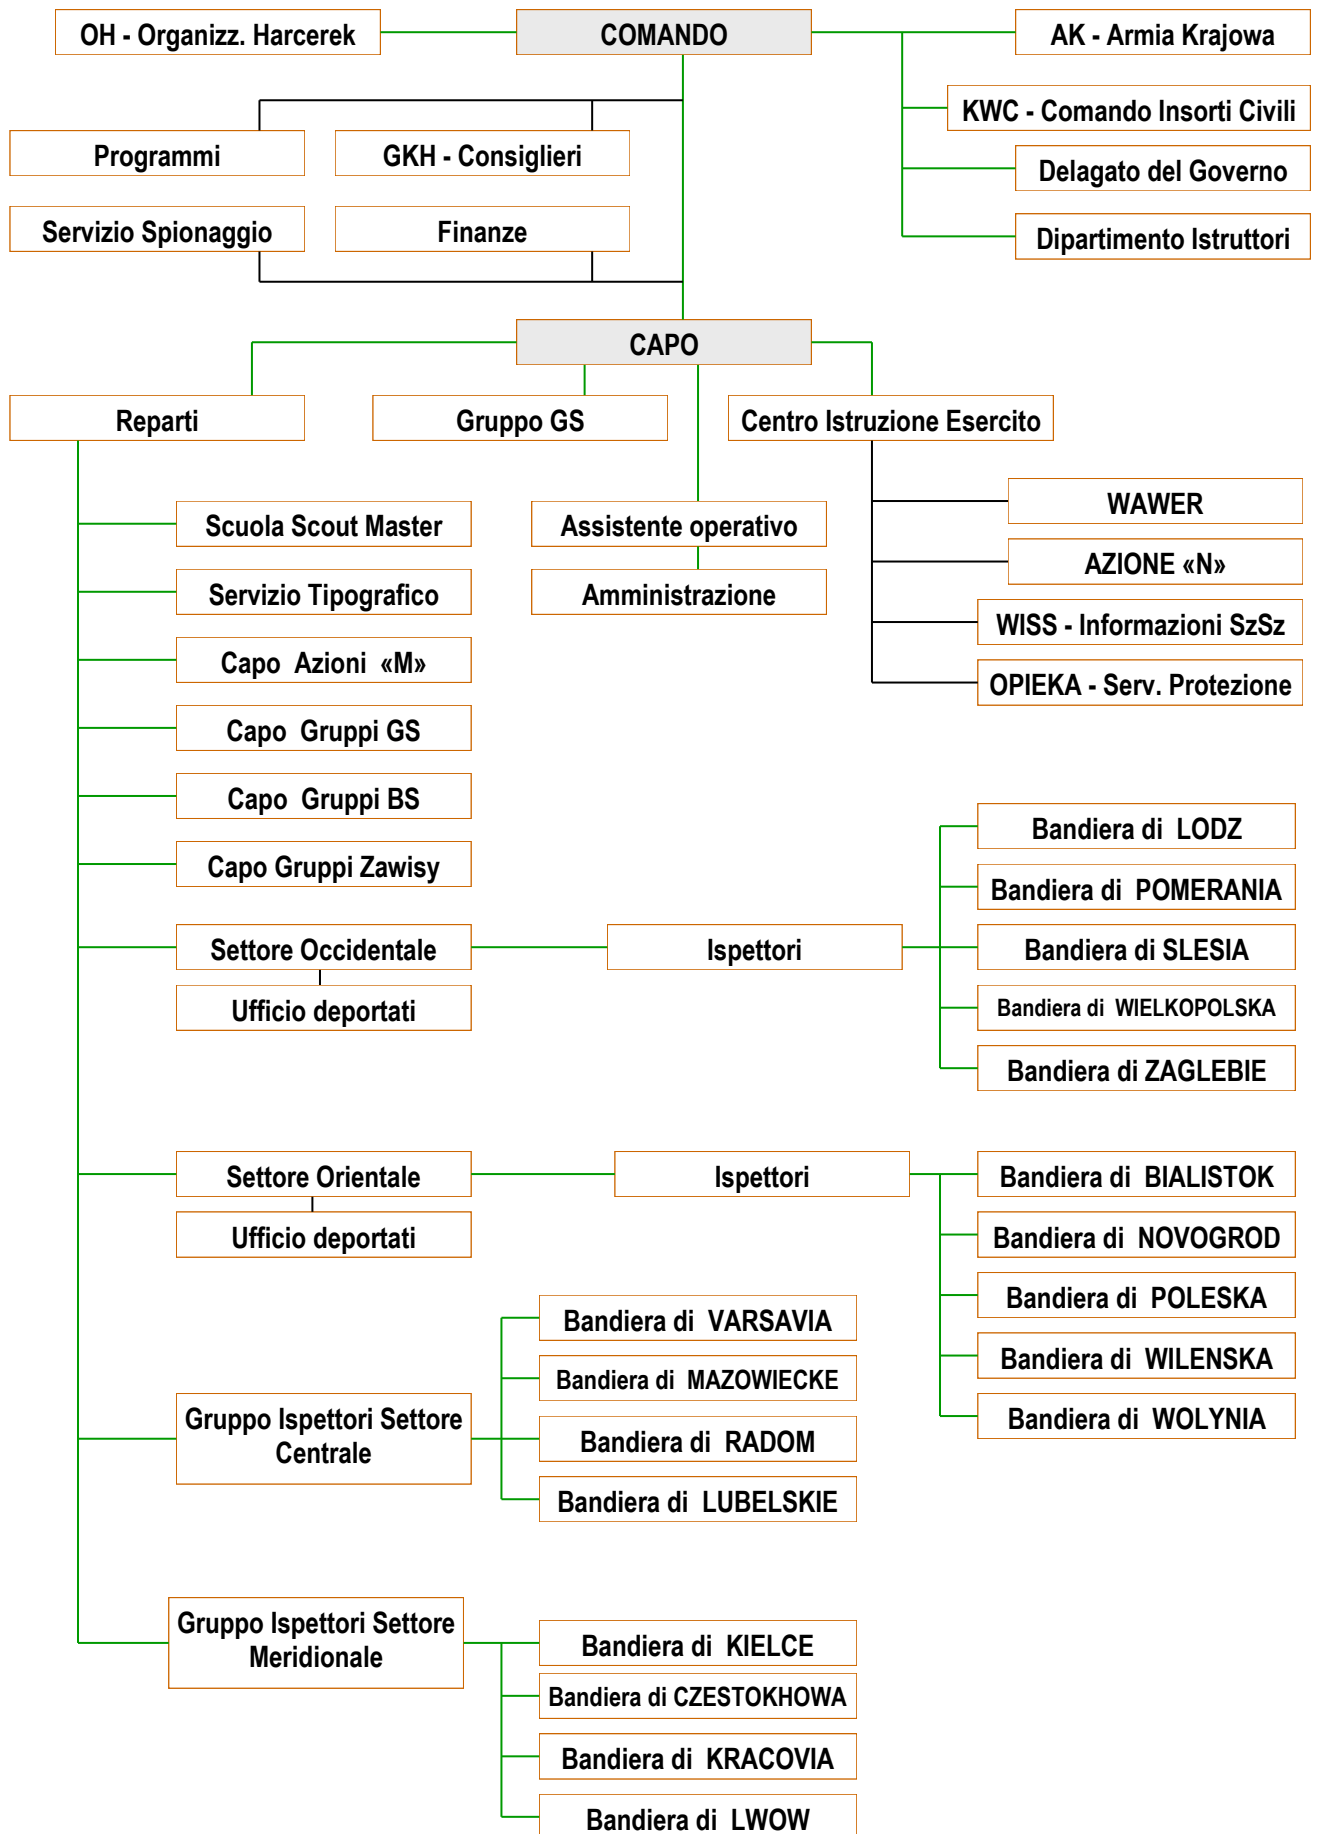 OH - Organizz. Harcerek
COMANDO
AK - Armia Krajowa
KWC - Comando Insorti Civili
Programmi
GKH - Consiglieri
Delagato del Governo
Servizio Spionaggio
Finanze
Dipartimento Istruttori
CAPO
Reparti
Gruppo GS
Centro Istruzione Esercito
Scuola Scout Master
Servizio Tipografico
Capo Azioni «M»
Capo Gruppi GS
Capo Gruppi BS
Capo Gruppi Zawisy
Assistente operativo
Amministrazione
WAWER
AZIONE «N»
WISS - Informazioni SzSz
OPIEKA - Serv. Protezione
Settore Occidentale
Ufficio deportati
Ispettori
Bandiera di LODZ
Bandiera di POMERANIA
Bandiera di SLESIA
Bandiera di WIELKOPOLSKA
Bandiera di ZAGLEBIE
Settore Orientale
Ufficio deportati
Ispettori
Bandiera di BIALISTOK
Bandiera di NOVOGROD
Bandiera di POLESKA
Bandiera di WILENSKA
Bandiera di WOLYNIA
Gruppo Ispettori Settore
Centrale
Bandiera di VARSAVIA
Bandiera di MAZOWIECKE
Bandiera di RADOM
Bandiera di LUBELSKIE
Gruppo Ispettori Settore
Meridionale
Bandiera di KIELCE
Bandiera di CZESTOKHOWA
Bandiera di KRACOVIA
Bandiera di LWOW